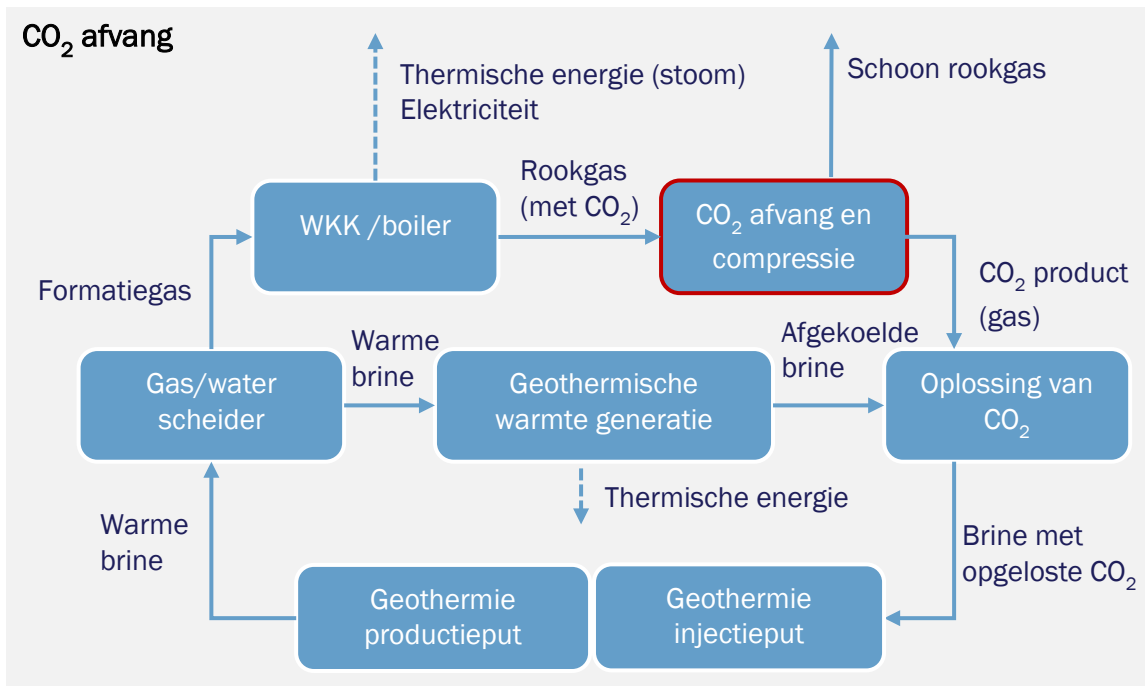 CO₂ afvang
Thermische energie (stoom)
Elektriciteit
Schoon rookgas
Rookgas
(met CO₂)
WKK /boiler
CO₂ afvang en
compressie
Formatiegas
CO₂ product
(gas)
Warme
brine
Afgekoelde
brine
Gas/water
scheider
Geothermische
warmte generatie
Oplossing van
CO₂
Thermische energie
Warme
brine
Brine met
opgeloste CO₂
Geothermie
productieput
Geothermie
injectieput